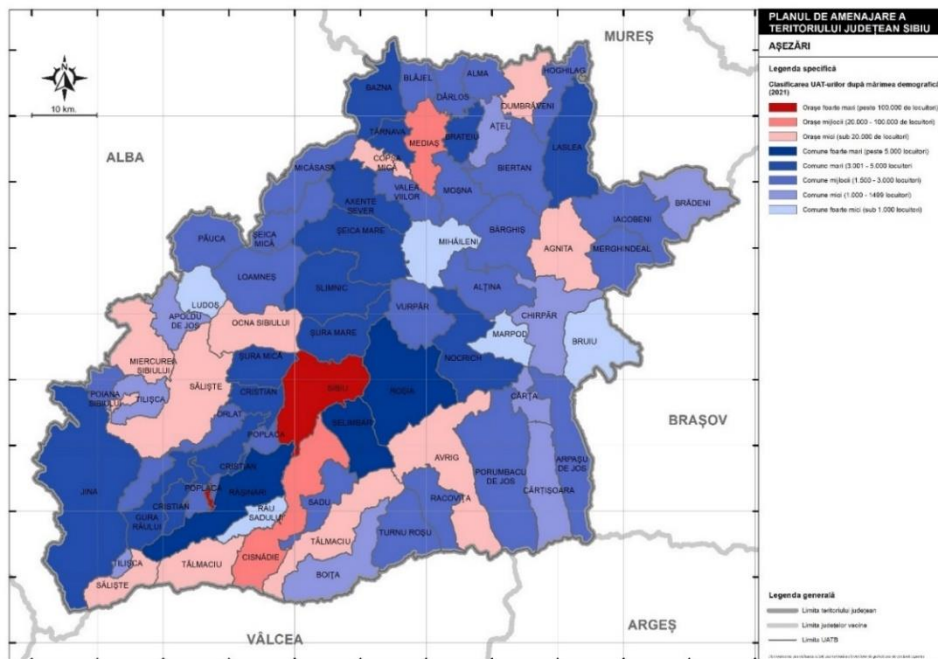 PLANUL DE AMENAJARE A
TERITORIULUI JUDEȚEAN SIBIU
AȘEZĂRI
Legenda specifică
Clasificarea UAT-urilor după mărimea demografică
(2021)
Orașe foarte mari (peste 100.000 de locuitori)
Orașe mijlocii (20.000 - 100.000 de locuitori)
Orașe mici (sub 20.000 de locuitori)
Comune foarte mari (peste 5.000 locuitori)
Comune mari (3.001 - 5.000 locuitori
Comune mijlocii (1.500 - 3.000 locuitori)
Comune mici (1.000 - 1499 locuitori)
Comune foarte mici (sub 1.000 locuitori)
N
10 km.
MUREȘ
ALBA
BRAȘOV
ARGEȘ
VÂLCEA
BAZNA
BLĂJEL
ALMA
HOGHILAG
DÂRLOS
DUMBRĂVENI
TÂRNAVA
MEDIAȘ
BRATEIU
AȚEL
LASLEA
COPȘA
MICĂ
MICĂSASA
BIERTAN
VALEA
VIILOR
MOȘNA
AXENTE
SEVER
BRĂDENI
IACOBENI
PĂUCA
ȘEICA
MICĂ
ȘEICA MARE
MIHĂILENI
BÂRGHIȘ
AGNITA
MERGHINDEAL
LOAMNEȘ
SLIMNIC
ALȚINA
LUDOȘ
APOLDU
DE JOS
OCNA SIBIULUI
VURPĂR
CHIRPĂR
ȘURA MARE
MARPOD
BRUIU
MIERCUREA
SIBIULUI
ȘURA MICĂ
NOCRICH
SĂLIȘTE
SIBIU
ROȘIA
POIANA
SIBIULUI
TILIȘCA
CRISTIAN
CÂRȚA
ORLAT
ȘELIMBĂR
POPLACA
AVRIG
CRISTIAN
JINA
POPLACA
RĂȘINARI
PORUMBACU
DE JOS
ARPAȘU
DE JOS
CRISTIAN
RÂU
SADULUI
SADU
RACOVIȚA
CÂRȚIȘOARA
GURA
RÂULUI
TURNU ROȘU
TĂLMACIU
CISNĂDIE
TILIȘCA
TĂLMACIU
BOIȚA
SĂLIȘTE
Legenda generală
Limita teritoriului județean
Limita județelor vecine
Limita UATB